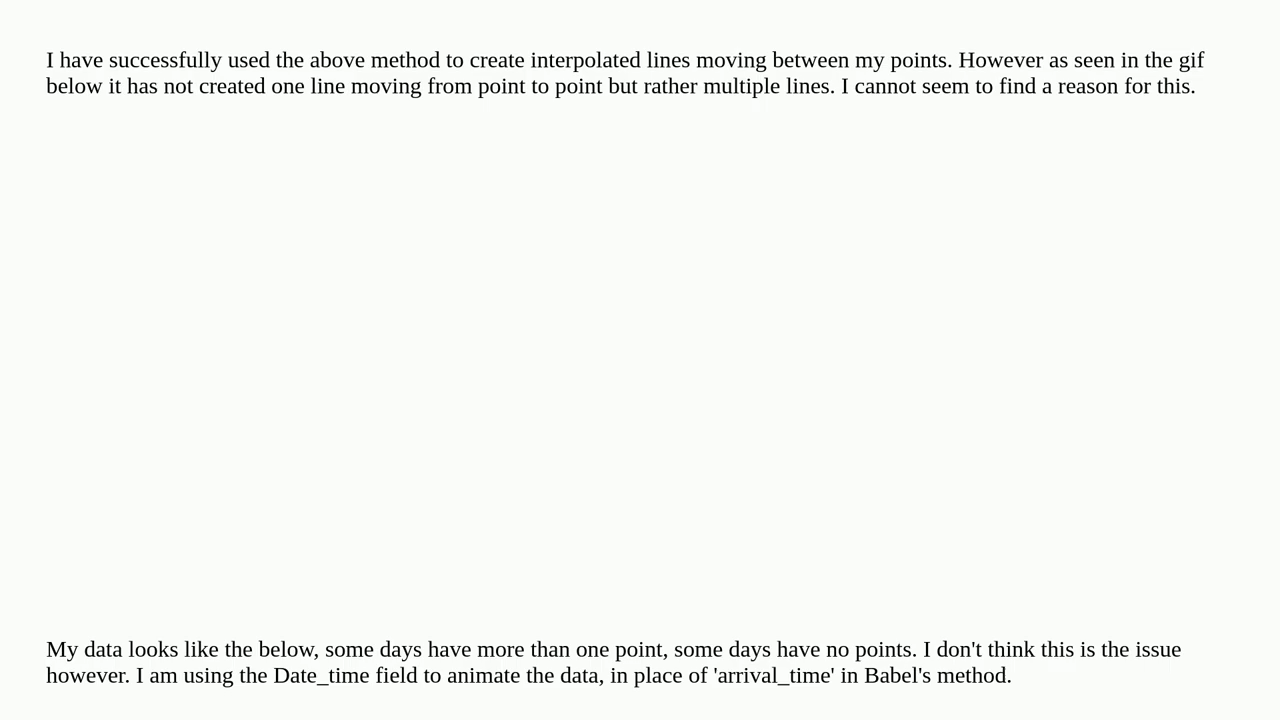 I have successfully used the above method to create interpolated lines moving between my points. However as seen in the gif
below it has not created one line moving from point to point but rather multiple lines. I cannot seem to find a reason for this.
My data looks like the below, some days have more than one point, some days have no points. I don't think this is the issue
however. I am using the Date_time field to animate the data, in place of 'arrival_time' in Babel's method.